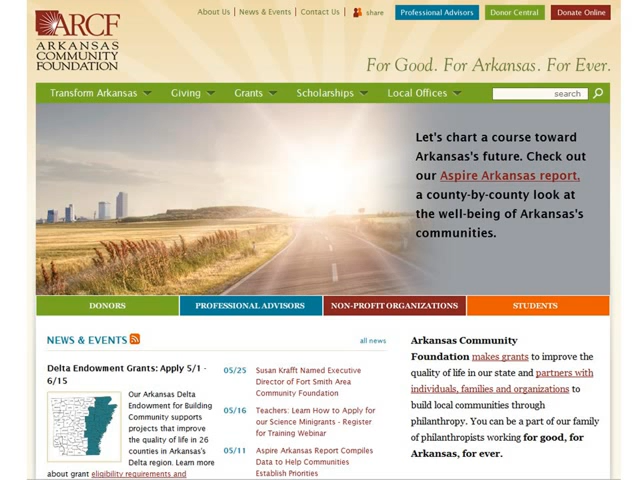 ARCF
ARKANSAS
COMMUNITY
FOUNDATION
About Us | News & Events | Contact Us | share
Professional Advisors
Donor Central
Donate Online
For Good. For Arkansas. For Ever.
Transform Arkansas Giving Grants Scholarships Local Offices search
Let's chart a course toward
Arkansas's future. Check out
our Aspire Arkansas report,
a county-by-county look at
the well-being of Arkansas's
communities.
DONORS PROFESSIONAL ADVISORS NON-PROFIT ORGANIZATIONS STUDENTS
NEWS & EVENTS all news
Delta Endowment Grants: Apply 5/1 -
6/15
Our Arkansas Delta
Endowment for Building
Community supports
projects that improve
the quality of life in 26
counties in Arkansas's
Delta region. Learn more
about grant eligibility requirements and
05/25 Susan Krafft Named Executive
Director of Fort Smith Area
Community Foundation
05/16 Teachers: Learn How to Apply for
our Science Minigrants - Register
for Training Webinar
05/11 Aspire Arkansas Report Compiles
Data to Help Communities
Establish Priorities
Arkansas Community
Foundation makes grants to improve the
quality of life in our state and partners with
individuals, families and organizations to
build local communities through
philanthropy. You can be a part of our family
of philanthropists working for good, for
Arkansas, for ever.